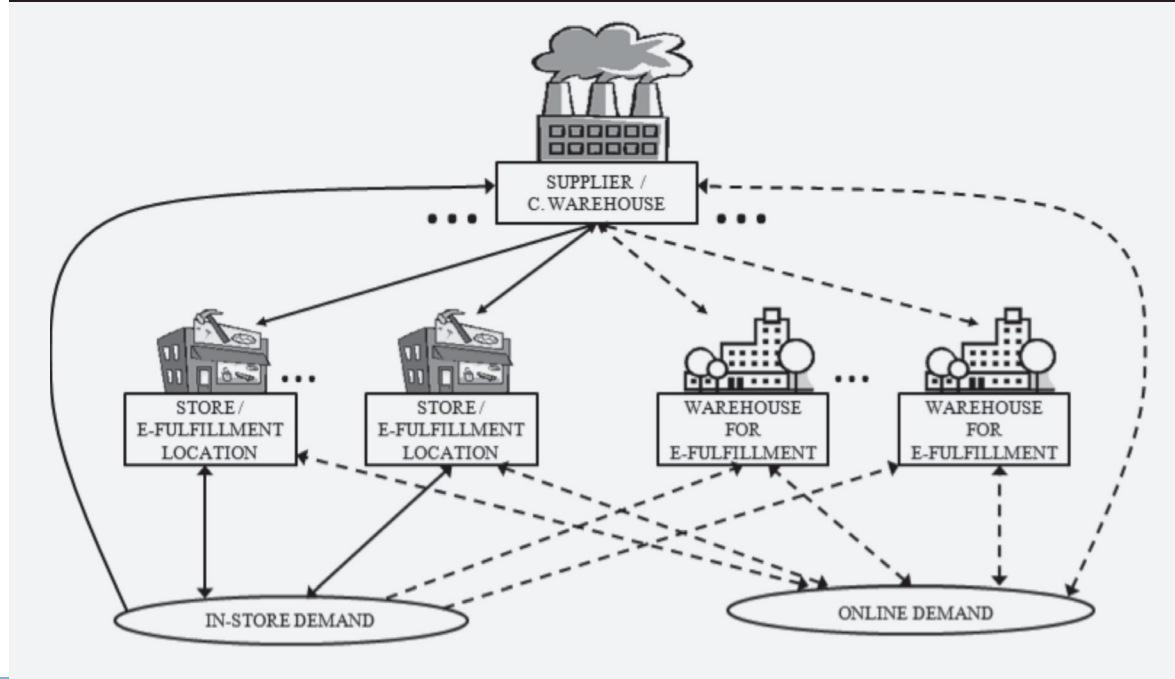 SUPPLIER /
C. WAREHOUSE
STORE /
E-FULFILLMENT
LOCATION
STORE /
E-FULFILLMENT
LOCATION
WAREHOUSE
FOR
E-FULFILLMENT
WAREHOUSE
FOR
E-FULFILLMENT
IN-STORE DEMAND
ONLINE DEMAND